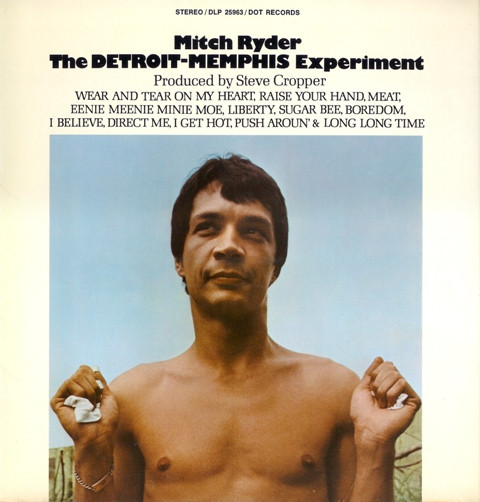 STEREO / DLP 25963 / DOT RECORDS
Mitch Ryder
The DETROIT-MEMPHIS Experiment
Produced by Steve Cropper
WEAR AND TEAR ON MY HEART, RAISE YOUR HAND, MEAT,
EENIE MEENIE MINIE MOE, LIBERTY, SUGAR BEE, BOREDOM,
I BELIEVE, DIRECT ME, I GET HOT, PUSH AROUN' & LONG LONG TIME